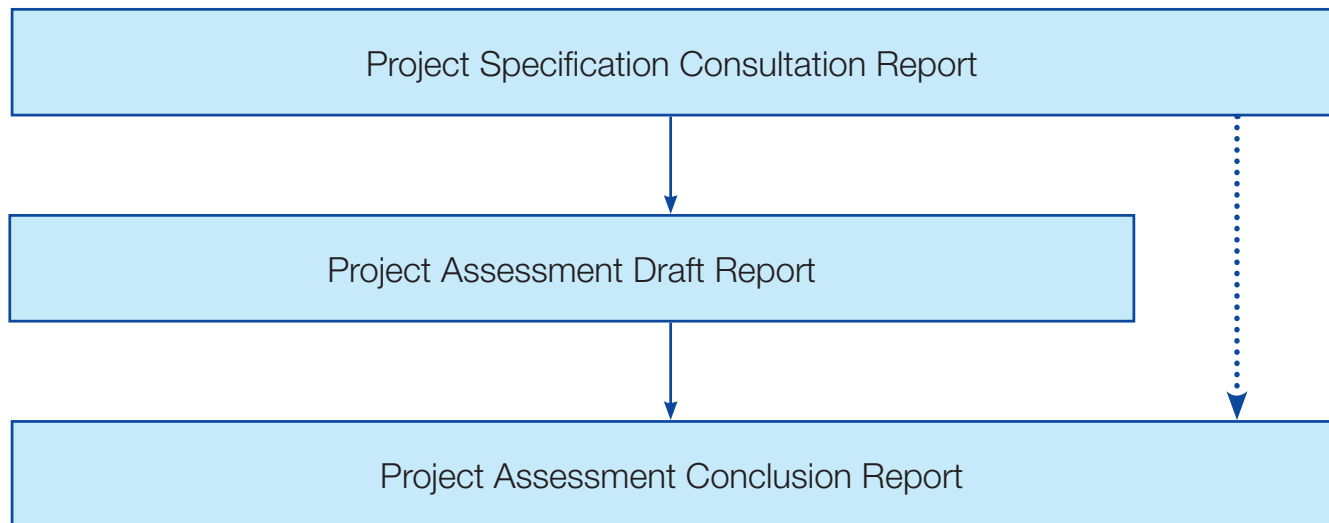 Project Specification Consultation Report
Project Assessment Draft Report
Project Assessment Conclusion Report